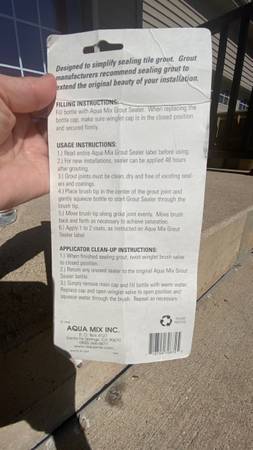 Designed to simplify sealing tile grout. Grout
manufacturers recommend sealing grout to
extend the original beauty of your installation.
FILLING INSTRUCTIONS:
Fill bottle with Aqua Mix Grout Sealer. When replacing the
bottle cap, make sure winglet cap is in the closed position
and secured firmly.
USAGE INSTRUCTIONS:
1.) Read entire Aqua Mix Grout Sealer label before using.
2.) For new installations, sealer can be applied 48 hours
after grouting.
3.) Grout joints must be clean, dry and free of existing seal-
ers and coatings.
4.) Place brush tip in the center of the grout joint and
gently squeeze bottle to start Grout Sealer through the
brush tip.
5.) Move brush tip along grout joint evenly. Move brush
back and forth as necessary to achieve saturation.
6.) Apply 1 to 2 coats, as instructed on Aqua Mix Grout
Sealer label.
APPLICATOR CLEAN-UP INSTRUCTIONS:
1.) When finished sealing grout, twist winglet brush valve
to closed position.
2.) Return any unused sealer to the original Aqua Mix Grout
Sealer bottle.
3.) Simply remove main cap and fill bottle with warm water.
Replace cap and open winglet valve to open position and
squeeze water through the brush. Repeat as necessary.
AQUA MIX INC.
P. O. Box
Santa Fe Springs, CA 90670